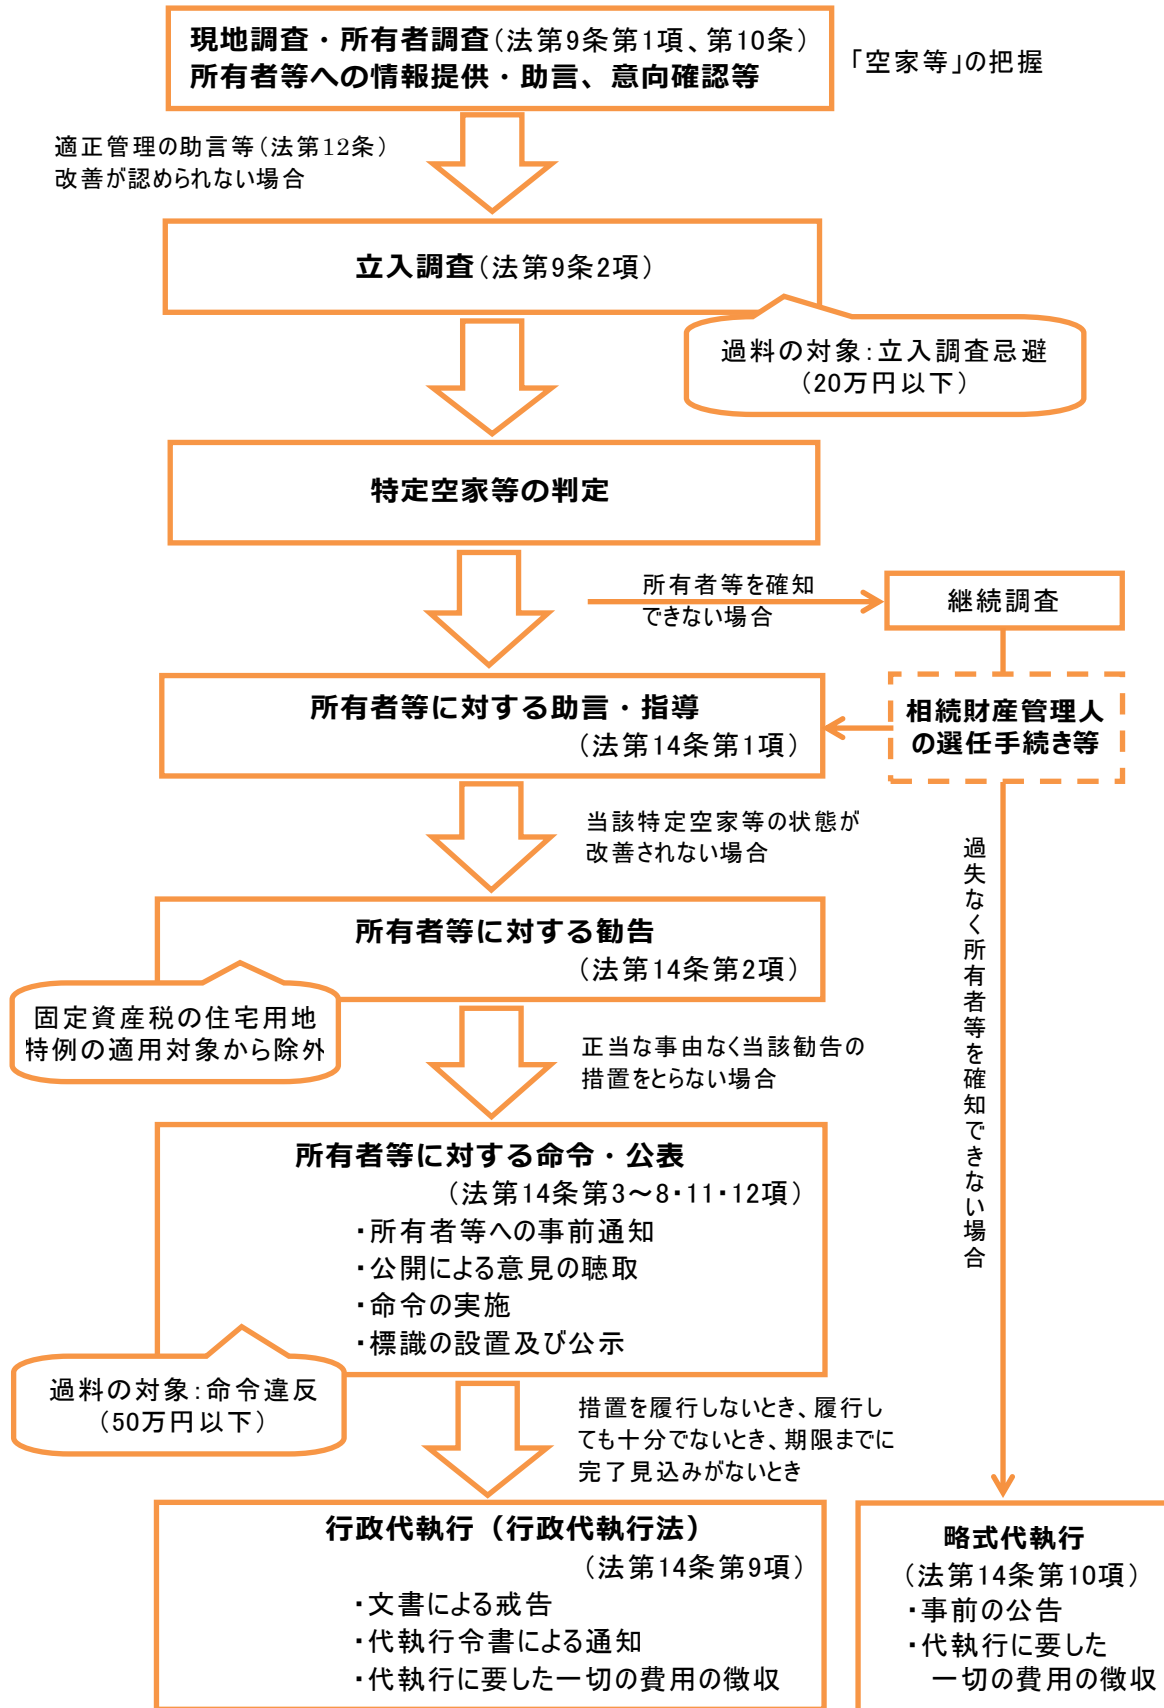 現地調査・所有者調査(法第9条第1項、第10条)
所有者等への情報提供・助言、意向確認等
「空家等」の把握
適正管理の助言等(法第12条)
改善が認められない場合
立入調査(法第9条2項)
過料の対象:立入調査忌避
(20万円以下)
特定空家等の判定
所有者等を確知
できない場合
継続調査
所有者等に対する助言・指導
(法第14条第1項)
相続財産管理人
の選任手続き等
当該特定空家等の状態が
改善されない場合
過失なく所有者等を確知できない場合
所有者等に対する勧告
(法第14条第2項)
固定資産税の住宅用地
特例の適用対象から除外
正当な事由なく当該勧告の
措置をとらない場合
所有者等に対する命令・公表
(法第14条第3～8・11・12項)
・所有者等への事前通知
・公開による意見の聴取
・命令の実施
・標識の設置及び公示
過料の対象:命令違反
(50万円以下)
措置を履行しないとき、履行し
ても十分でないとき、期限までに
完了見込みがないとき
行政代執行（行政代執行法）
(法第14条第9項)
・文書による戒告
・代執行令書による通知
・代執行に要した一切の費用の徴収
略式代執行
(法第14条第10項)
・事前の公告
・代執行に要した
一切の費用の徴収